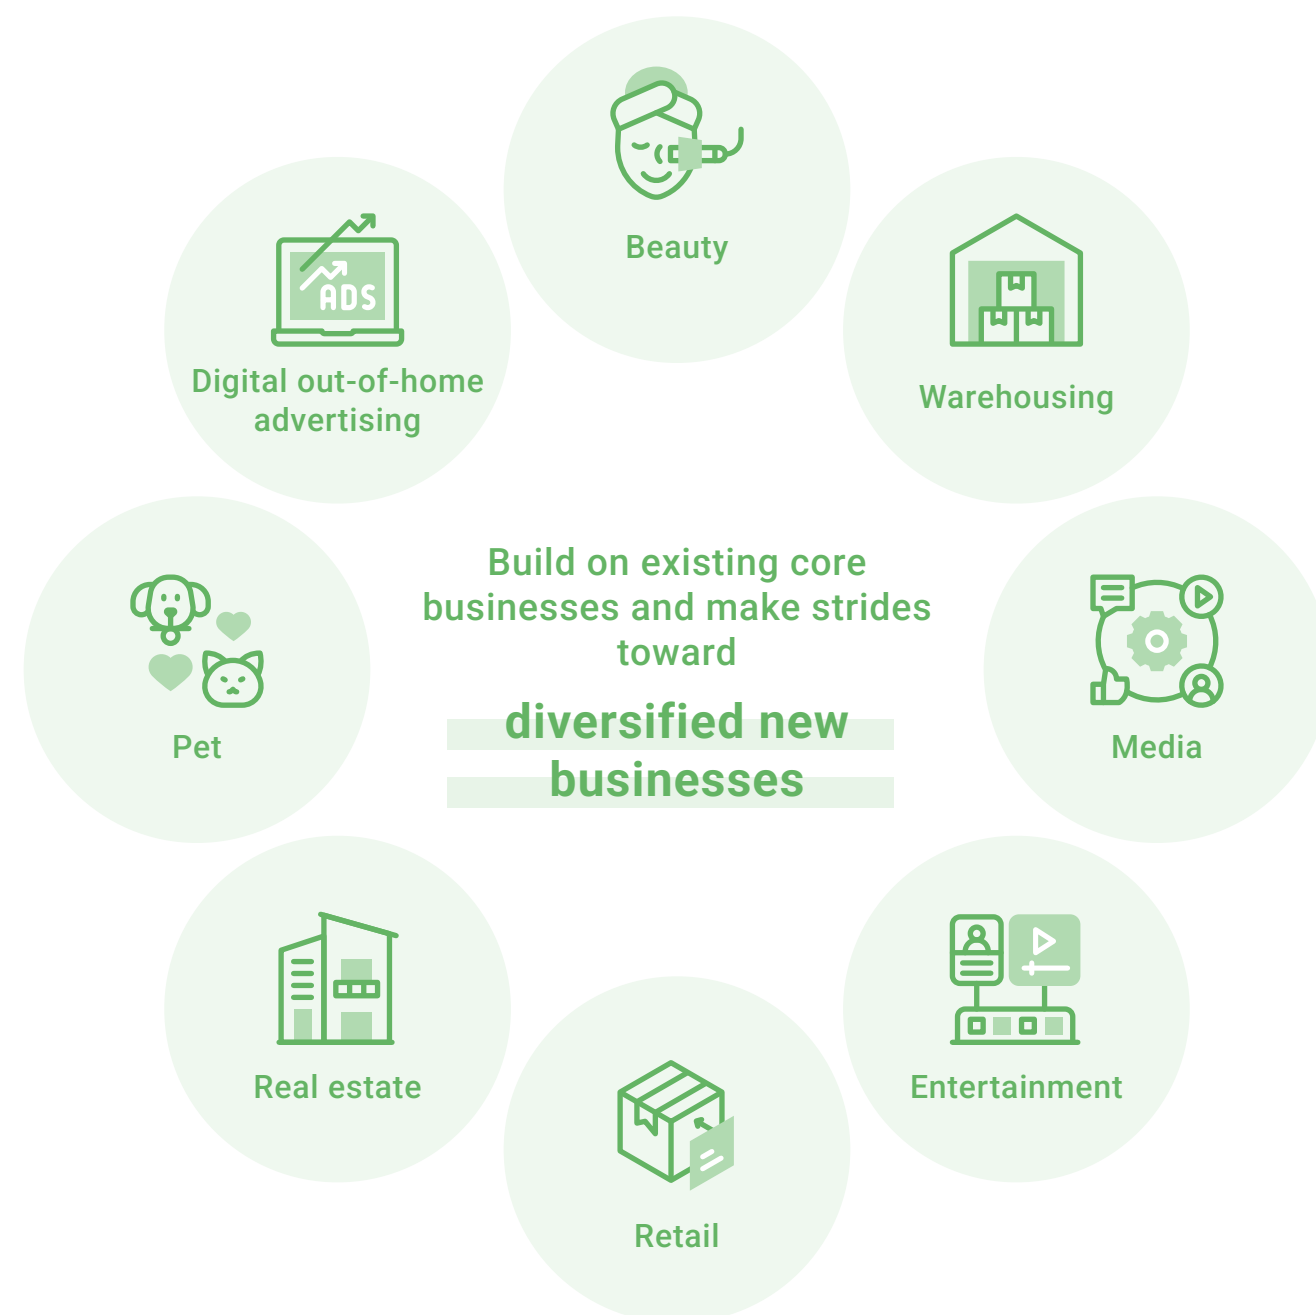 Beauty
ADS
Digital out-of-home
advertising
Warehousing
Build on existing core
businesses and make strides
toward
diversified new
businesses
Pet
Media
Real estate
Entertainment
Retail